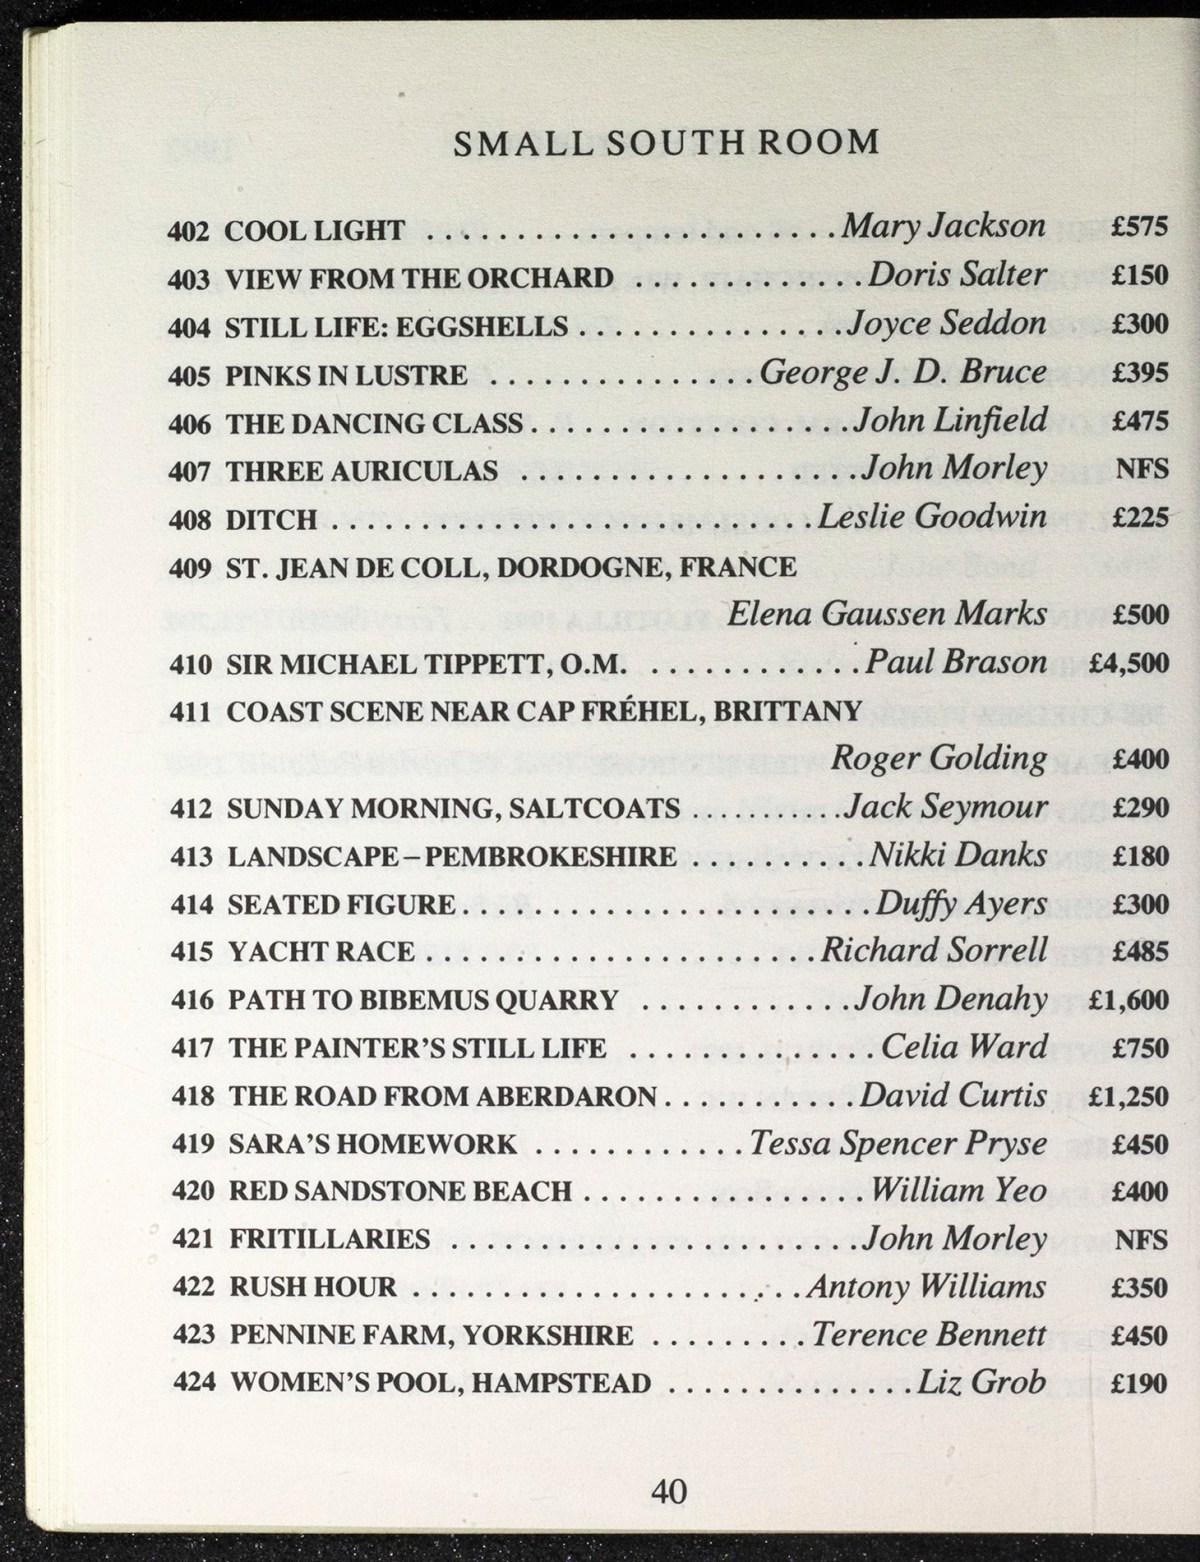 SMALL SOUTH ROOM
402 COOL LIGHT ....................... Mary Jackson £575
403 VIEW FROM THE ORCHARD ............. Doris Salter £150
404 STILL LIFE: EGGSHELLS ............... Joyce Seddon £300
405 PINKS IN LUSTRE ............... George J. D. Bruce £395
406 THE DANCING CLASS .................. John Linfield £475
407 THREE AURICULAS ................... John Morley NFS
408 DITCH ........................... Leslie Goodwin £225
409 ST. JEAN DE COLL, DORDOGNE, FRANCE
Elena Gaussen Marks £500
410 SIR MICHAEL TIPPETT, O.M. ............ Paul Brason £4,500
411 COAST SCENE NEAR CAP FRÉHEL, BRITTANY
Roger Golding £400
412 SUNDAY MORNING, SALTCOATS .......... Jack Seymour £290
413 LANDSCAPE – PEMBROKESHIRE .......... Nikki Danks £180
414 SEATED FIGURE ....................... Duffy Ayers £300
415 YACHT RACE ...................... Richard Sorrell £485
416 PATH TO BIBEMUS QUARRY ............ John Denahy £1,600
417 THE PAINTER'S STILL LIFE .............. Celia Ward £750
418 THE ROAD FROM ABERDARON ........... David Curtis £1,250
419 SARA'S HOMEWORK ............ Tessa Spencer Pryse £450
420 RED SANDSTONE BEACH ................ William Yeo £400
421 FRITILLARIES ....................... John Morley NFS
422 RUSH HOUR ...................... Antony Williams £350
423 PENNINE FARM, YORKSHIRE ......... Terence Bennett £450
424 WOMEN'S POOL, HAMPSTEAD .............. Liz Grob £190
40